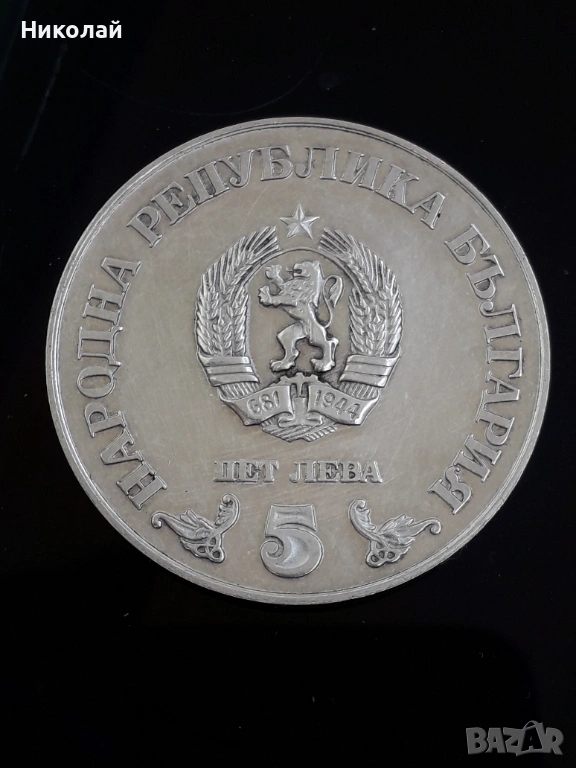 Николай
НАРОДНА РЕПУБЛИКА БЪЛГАРИЯ
681 1944
ПЕТ ЛЕВА
5
BAZAR